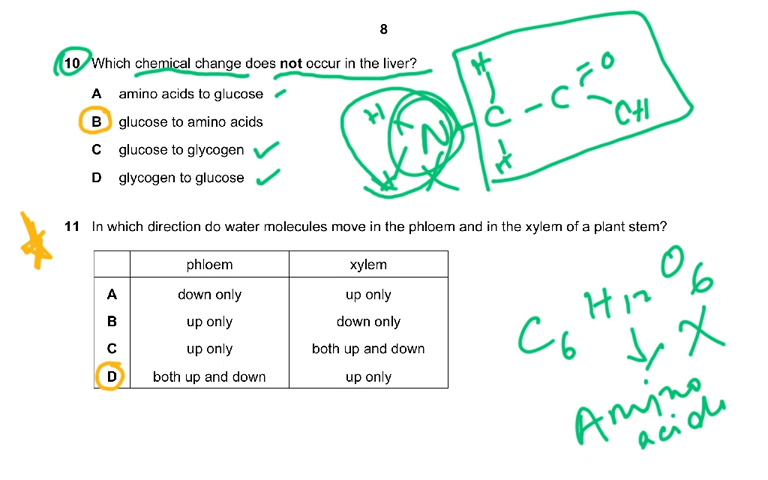 8
10 Which chemical change does not occur in the liver?
A amino acids to glucose
B glucose to amino acids
C glucose to glycogen
D glycogen to glucose
H
H
N
C
H
C
O
OH
11 In which direction do water molecules move in the phloem and in the xylem of a plant stem?
phloem xylem
A down only up only
B up only down only
C up only both up and down
D both up and down up only
C6H12O6
Amino
acids